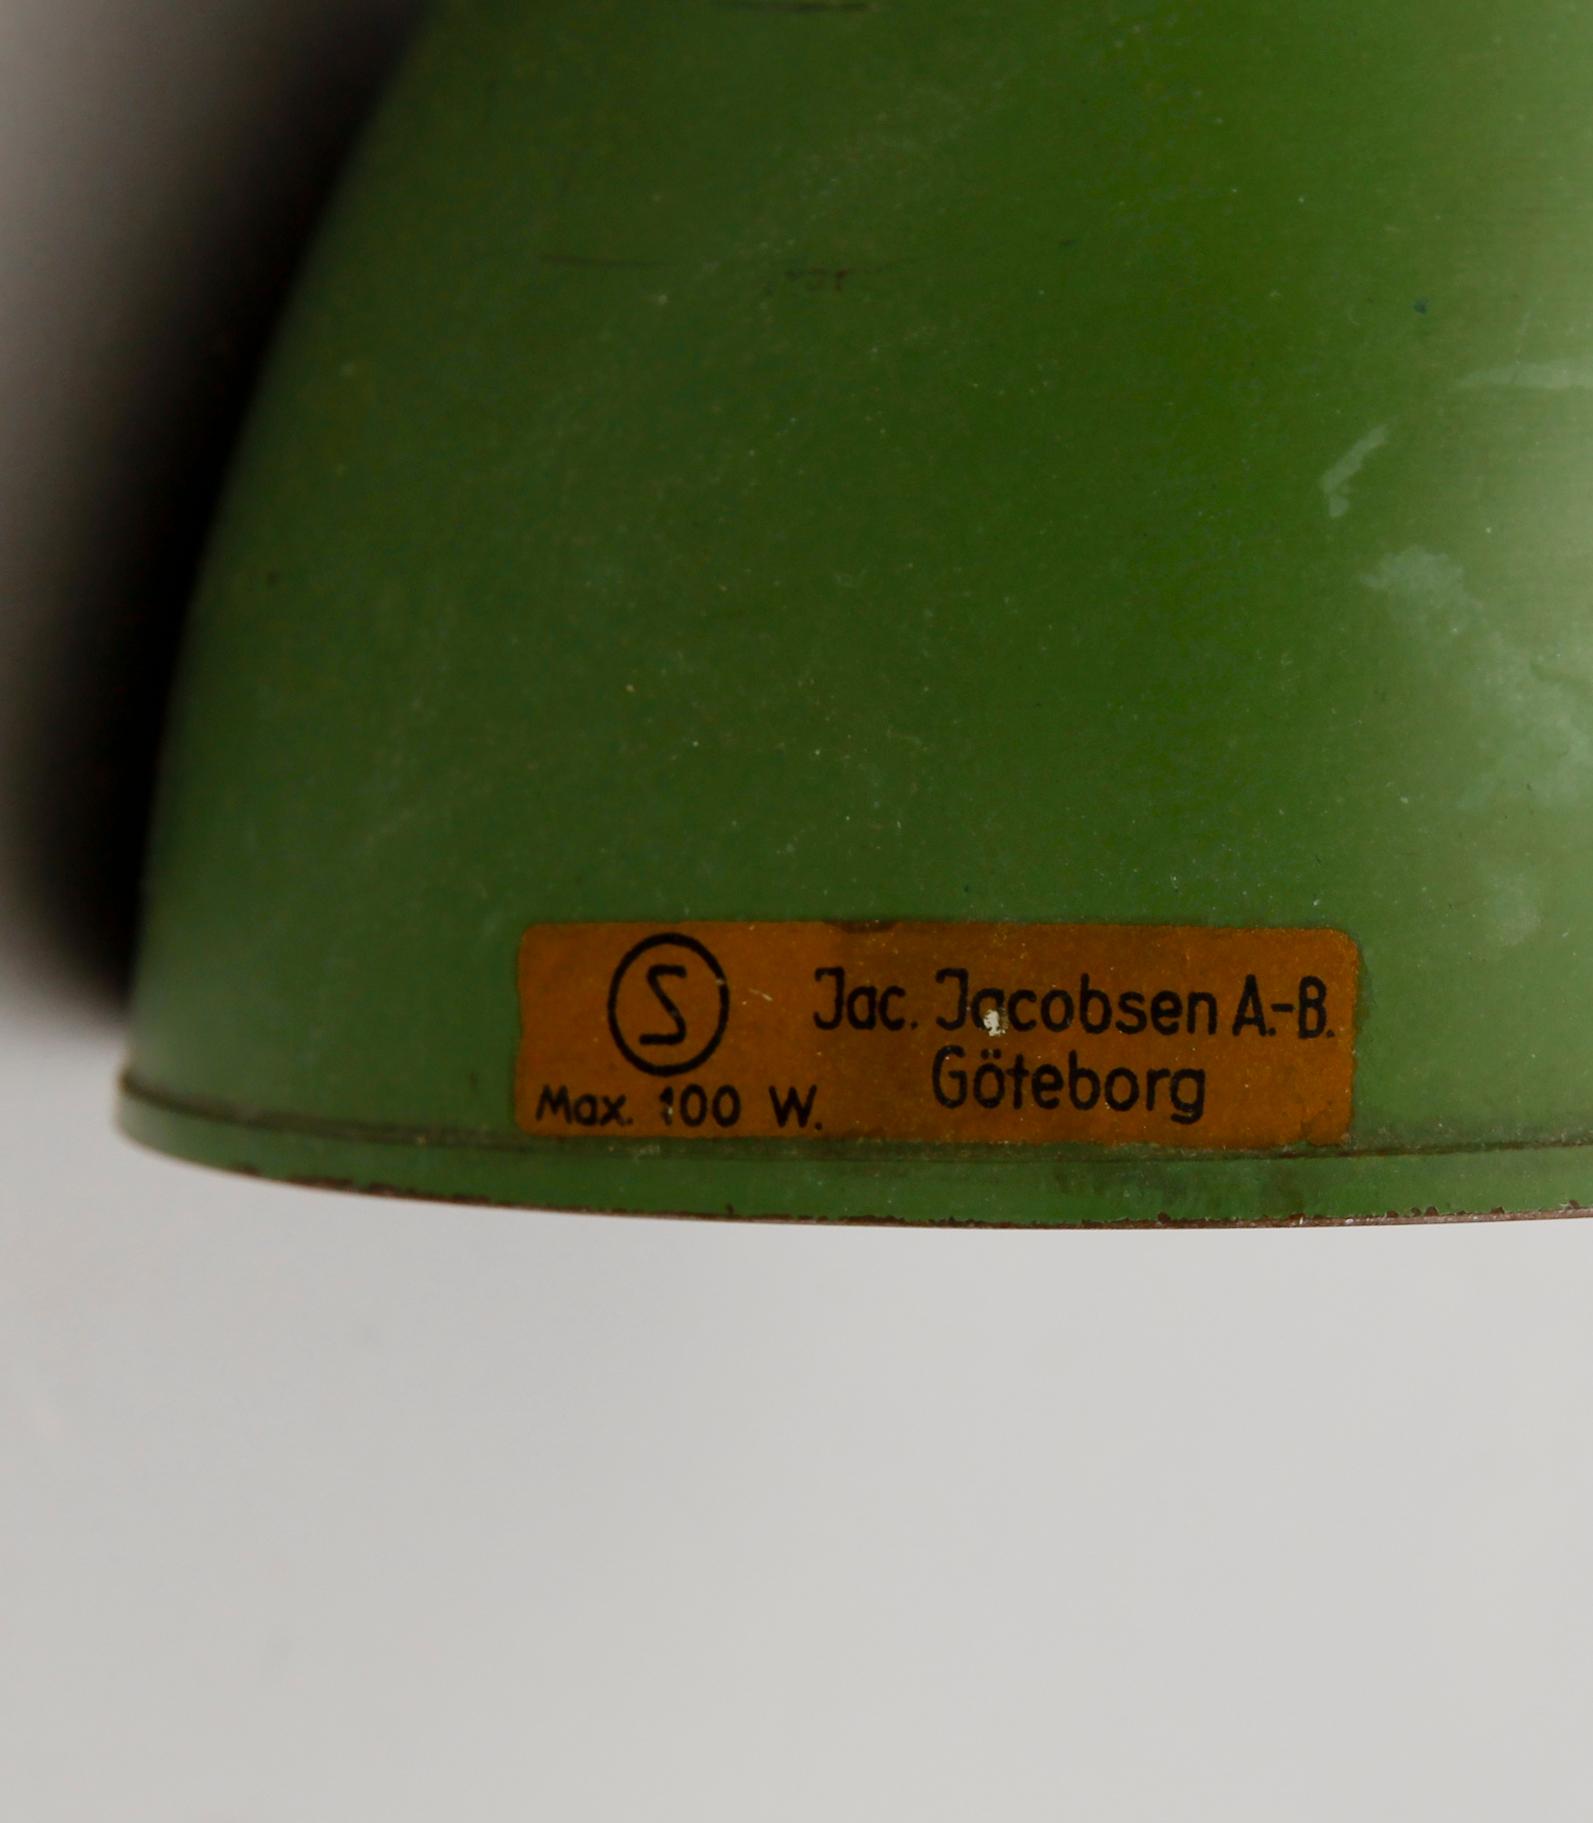 S
Jac. Jacobsen A.-B.
Göteborg
Max. 100 W.